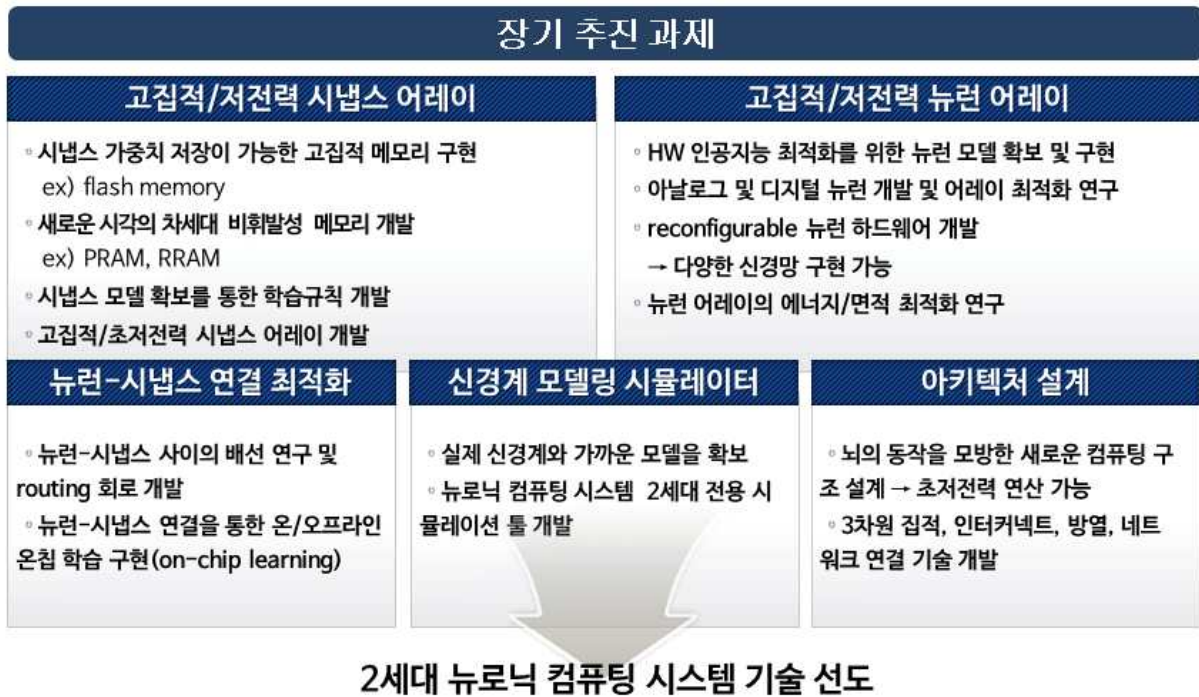 장기 추진 과제
고집적/저전력 시냅스 어레이
◦ 시냅스 가중치 저장이 가능한 고집적 메모리 구현
ex) flash memory
◦ 새로운 시각의 차세대 비휘발성 메모리 개발
ex) PRAM, RRAM
◦ 시냅스 모델 확보를 통한 학습규칙 개발
◦ 고집적/초저전력 시냅스 어레이 개발
고집적/저전력 뉴런 어레이
◦ HW 인공지능 최적화를 위한 뉴런 모델 확보 및 구현
◦ 아날로그 및 디지털 뉴런 개발 및 어레이 최적화 연구
◦ reconfigurable 뉴런 하드웨어 개발
→ 다양한 신경망 구현 가능
◦ 뉴런 어레이의 에너지/면적 최적화 연구
뉴런-시냅스 연결 최적화
◦ 뉴런-시냅스 사이의 배선 연구 및
routing 회로 개발
◦ 뉴런-시냅스 연결을 통한 온/오프라인
온칩 학습 구현(on-chip learning)
신경계 모델링 시뮬레이터
◦ 실제 신경계와 가까운 모델을 확보
◦ 뉴로닉 컴퓨팅 시스템 2세대 전용 시
뮬레이션 툴 개발
아키텍처 설계
◦ 뇌의 동작을 모방한 새로운 컴퓨팅 구
조 설계 → 초저전력 연산 가능
◦ 3차원 집적, 인터커넥트, 방열, 네트
워크 연결 기술 개발
2세대 뉴로닉 컴퓨팅 시스템 기술 선도